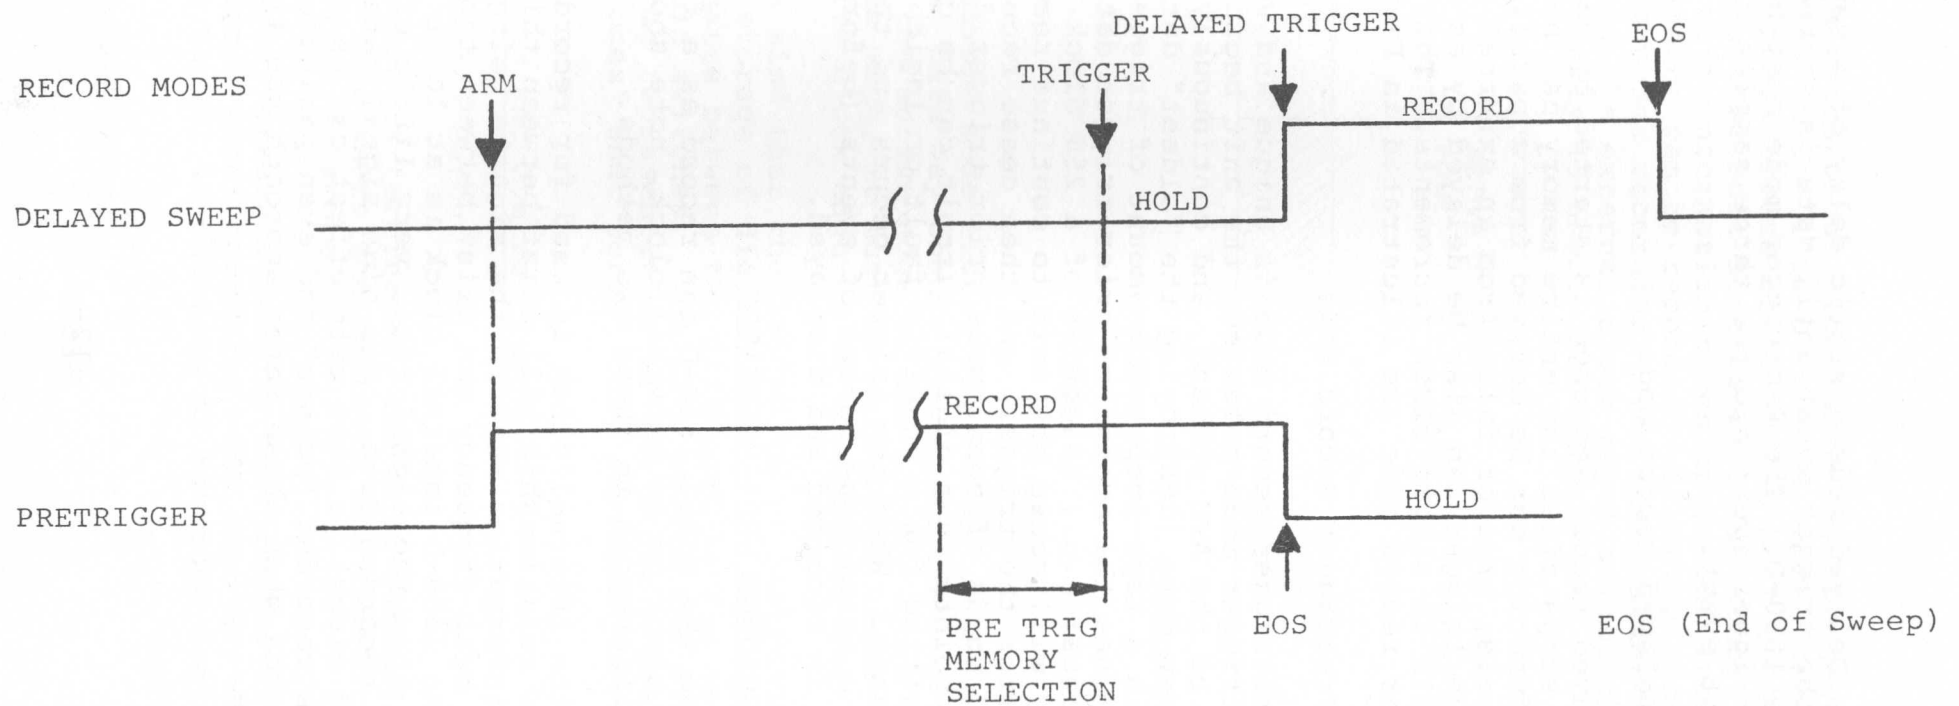 DELAYED TRIGGER
EOS
TRIGGER
RECORD MODES
ARM
RECORD
HOLD
DELAYED SWEEP
RECORD
HOLD
PRETRIGGER
PRE TRIG
MEMORY
SELECTION
EOS
EOS (End of Sweep)